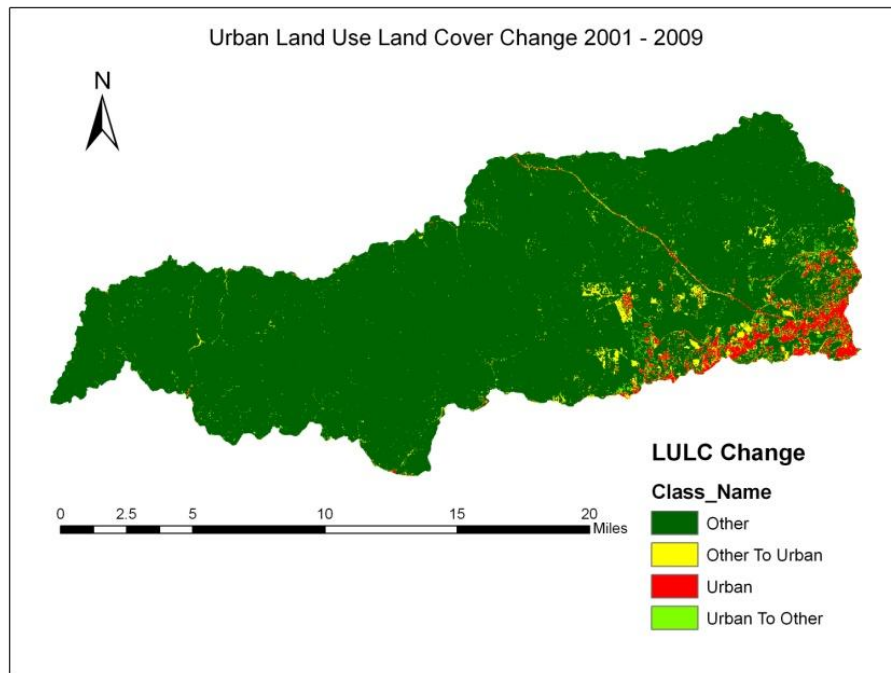 Urban Land Use Land Cover Change 2001 - 2009
N
LULC Change
Class_Name
Other
Other To Urban
Urban
Urban To Other
0 2.5 5 10 15 20
Miles